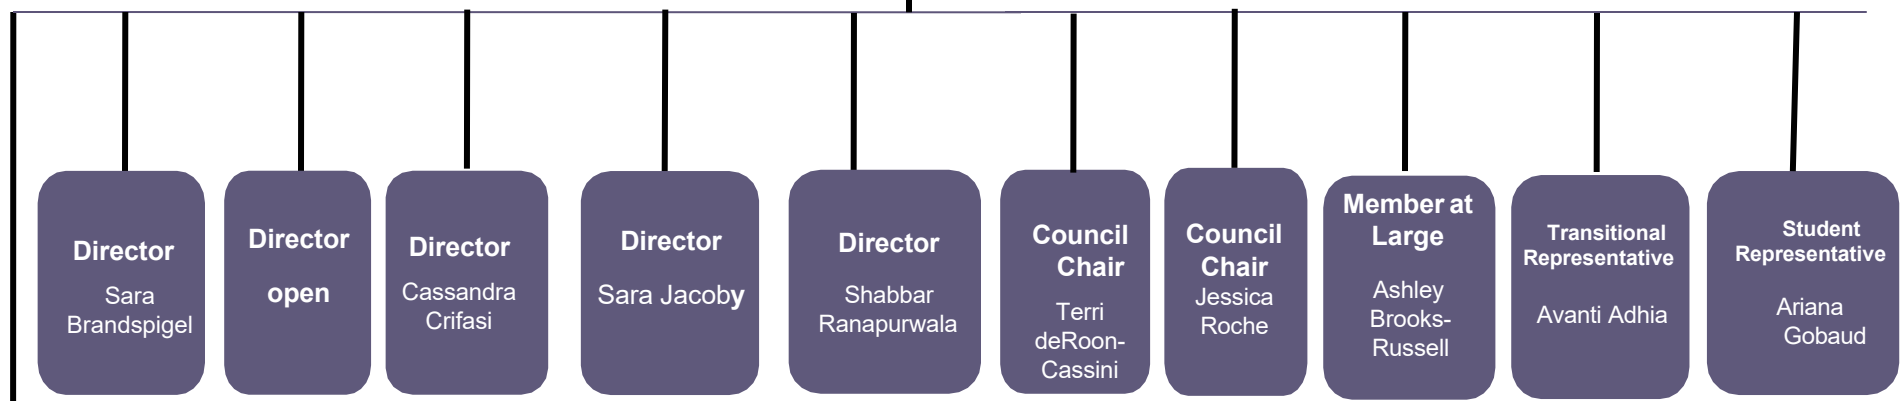 Director
Sara
Brandspigel
Director
open
Director
Cassandra
Crifasi
Director
Sara Jacoby
Director
Shabbar
Ranapurwala
Council
Chair
Terri
deRoon-
Cassini
Council
Chair
Jessica
Roche
Member at
Large
Ashley
Brooks-
Russell
Transitional
Representative
Avanti Adhia
Student
Representative
Ariana
Gobaud